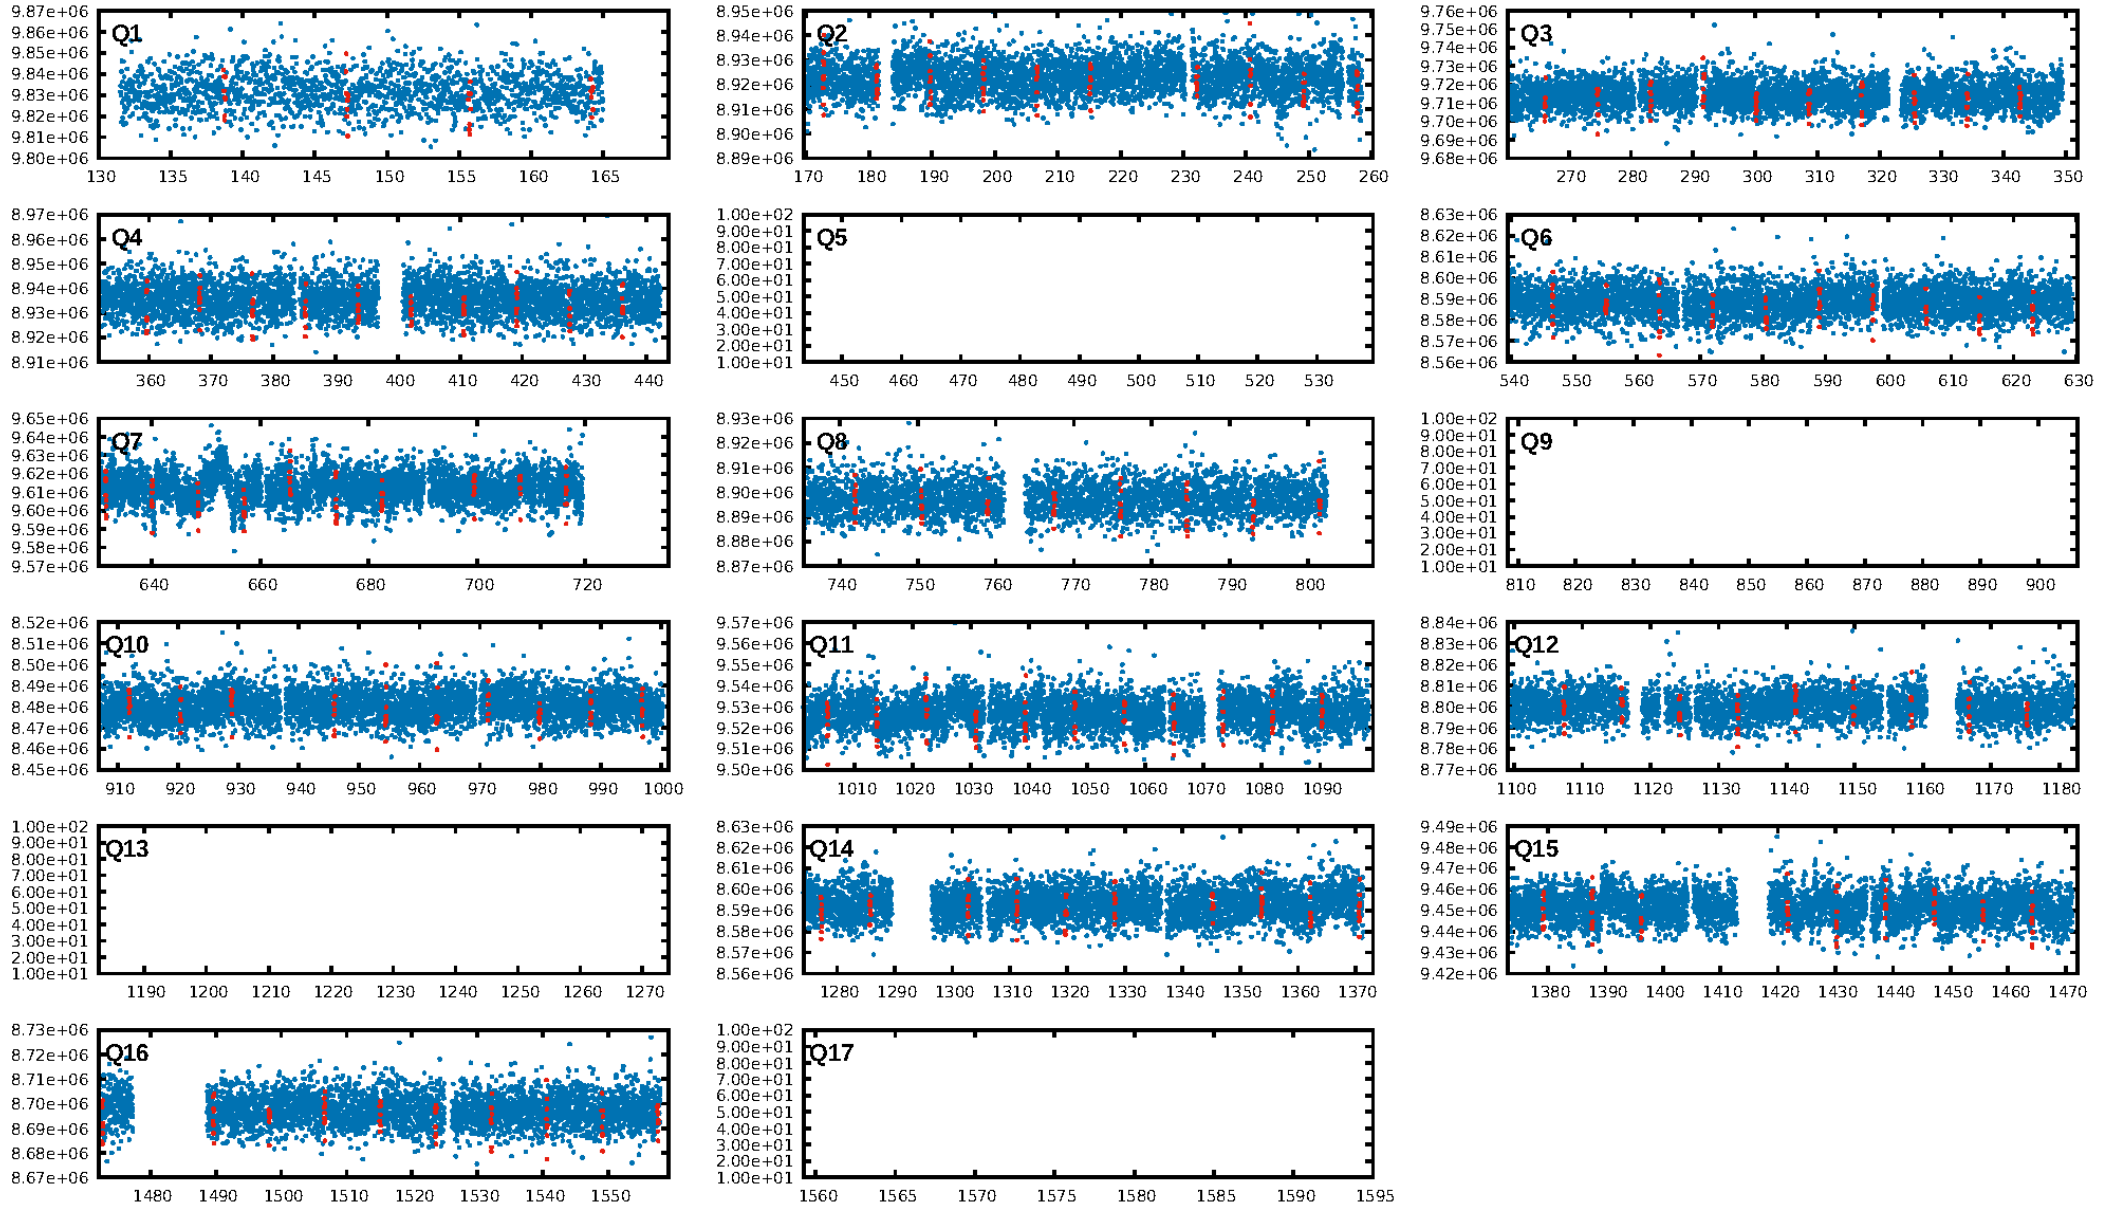 Q1
9.87e+06
9.86e+06
9.85e+06
9.84e+06
9.83e+06
9.82e+06
9.81e+06
9.80e+06
130 135 140 145 150 155 160 165
Q2
8.95e+06
8.94e+06
8.93e+06
8.92e+06
8.91e+06
8.90e+06
8.89e+06
170 180 190 200 210 220 230 240 250 260
Q3
9.76e+06
9.75e+06
9.74e+06
9.73e+06
9.72e+06
9.71e+06
9.70e+06
9.69e+06
9.68e+06
270 280 290 300 310 320 330 340 350
Q4
8.97e+06
8.96e+06
8.95e+06
8.94e+06
8.93e+06
8.92e+06
8.91e+06
360 370 380 390 400 410 420 430 440
Q5
1.00e+02
9.00e+01
8.00e+01
7.00e+01
6.00e+01
5.00e+01
4.00e+01
3.00e+01
2.00e+01
1.00e+01
450 460 470 480 490 500 510 520 530
Q6
8.63e+06
8.62e+06
8.61e+06
8.60e+06
8.59e+06
8.58e+06
8.57e+06
8.56e+06
540 550 560 570 580 590 600 610 620 630
Q7
9.65e+06
9.64e+06
9.63e+06
9.62e+06
9.61e+06
9.60e+06
9.59e+06
9.58e+06
9.57e+06
640 660 680 700 720
Q8
8.93e+06
8.92e+06
8.91e+06
8.90e+06
8.89e+06
8.88e+06
8.87e+06
740 750 760 770 780 790 800
Q9
1.00e+02
9.00e+01
8.00e+01
7.00e+01
6.00e+01
5.00e+01
4.00e+01
3.00e+01
2.00e+01
1.00e+01
810 820 830 840 850 860 870 880 890 900
Q10
8.52e+06
8.51e+06
8.50e+06
8.49e+06
8.48e+06
8.47e+06
8.46e+06
8.45e+06
910 920 930 940 950 960 970 980 990 1000
Q11
9.57e+06
9.56e+06
9.55e+06
9.54e+06
9.53e+06
9.52e+06
9.51e+06
9.50e+06
1010 1020 1030 1040 1050 1060 1070 1080 1090
Q12
8.84e+06
8.83e+06
8.82e+06
8.81e+06
8.80e+06
8.79e+06
8.78e+06
8.77e+06
1100 1110 1120 1130 1140 1150 1160 1170 1180
Q13
1.00e+02
9.00e+01
8.00e+01
7.00e+01
6.00e+01
5.00e+01
4.00e+01
3.00e+01
2.00e+01
1.00e+01
1190 1200 1210 1220 1230 1240 1250 1260 1270
Q14
8.63e+06
8.62e+06
8.61e+06
8.60e+06
8.59e+06
8.58e+06
8.57e+06
8.56e+06
1280 1290 1300 1310 1320 1330 1340 1350 1360 1370
Q15
9.49e+06
9.48e+06
9.47e+06
9.46e+06
9.45e+06
9.44e+06
9.43e+06
9.42e+06
1380 1390 1400 1410 1420 1430 1440 1450 1460 1470
Q16
8.73e+06
8.72e+06
8.71e+06
8.70e+06
8.69e+06
8.68e+06
8.67e+06
1480 1490 1500 1510 1520 1530 1540 1550
Q17
1.00e+02
9.00e+01
8.00e+01
7.00e+01
6.00e+01
5.00e+01
4.00e+01
3.00e+01
2.00e+01
1.00e+01
1560 1565 1570 1575 1580 1585 1590 1595